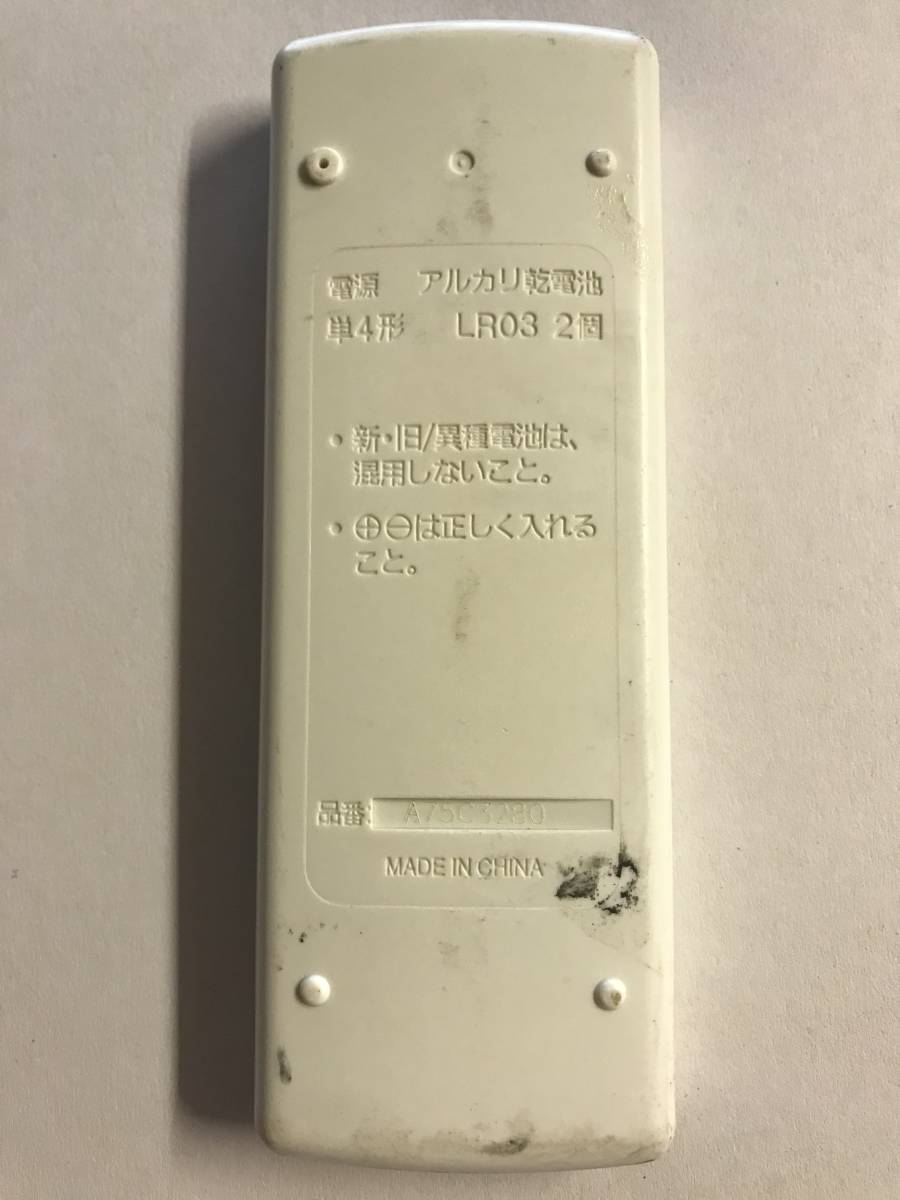 電源 アルカリ乾電池
単4形 LR03 2個
• 新・旧/異種電池は、
混用しないこと。
• ⊕⊖は正しく入れる
こと。
品番: A75C3280
MADE IN CHINA